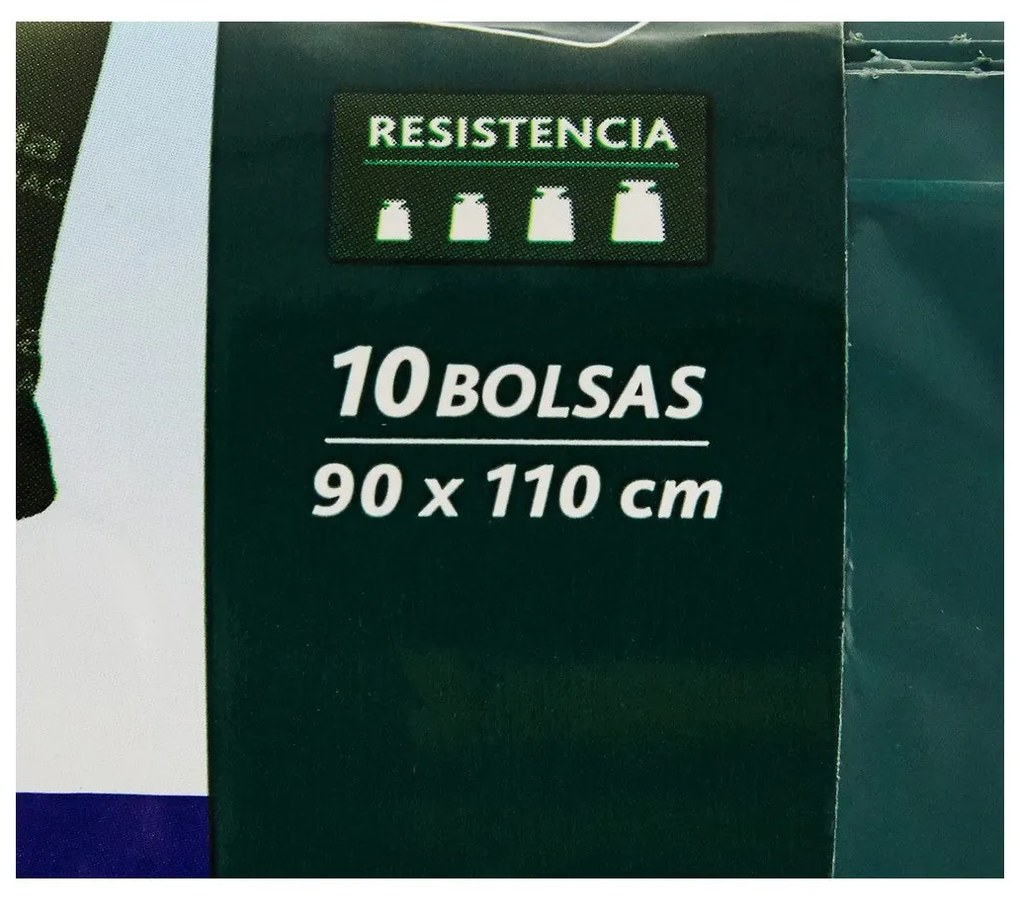 RESISTENCIA
10 BOLSAS
90 x 110 cm